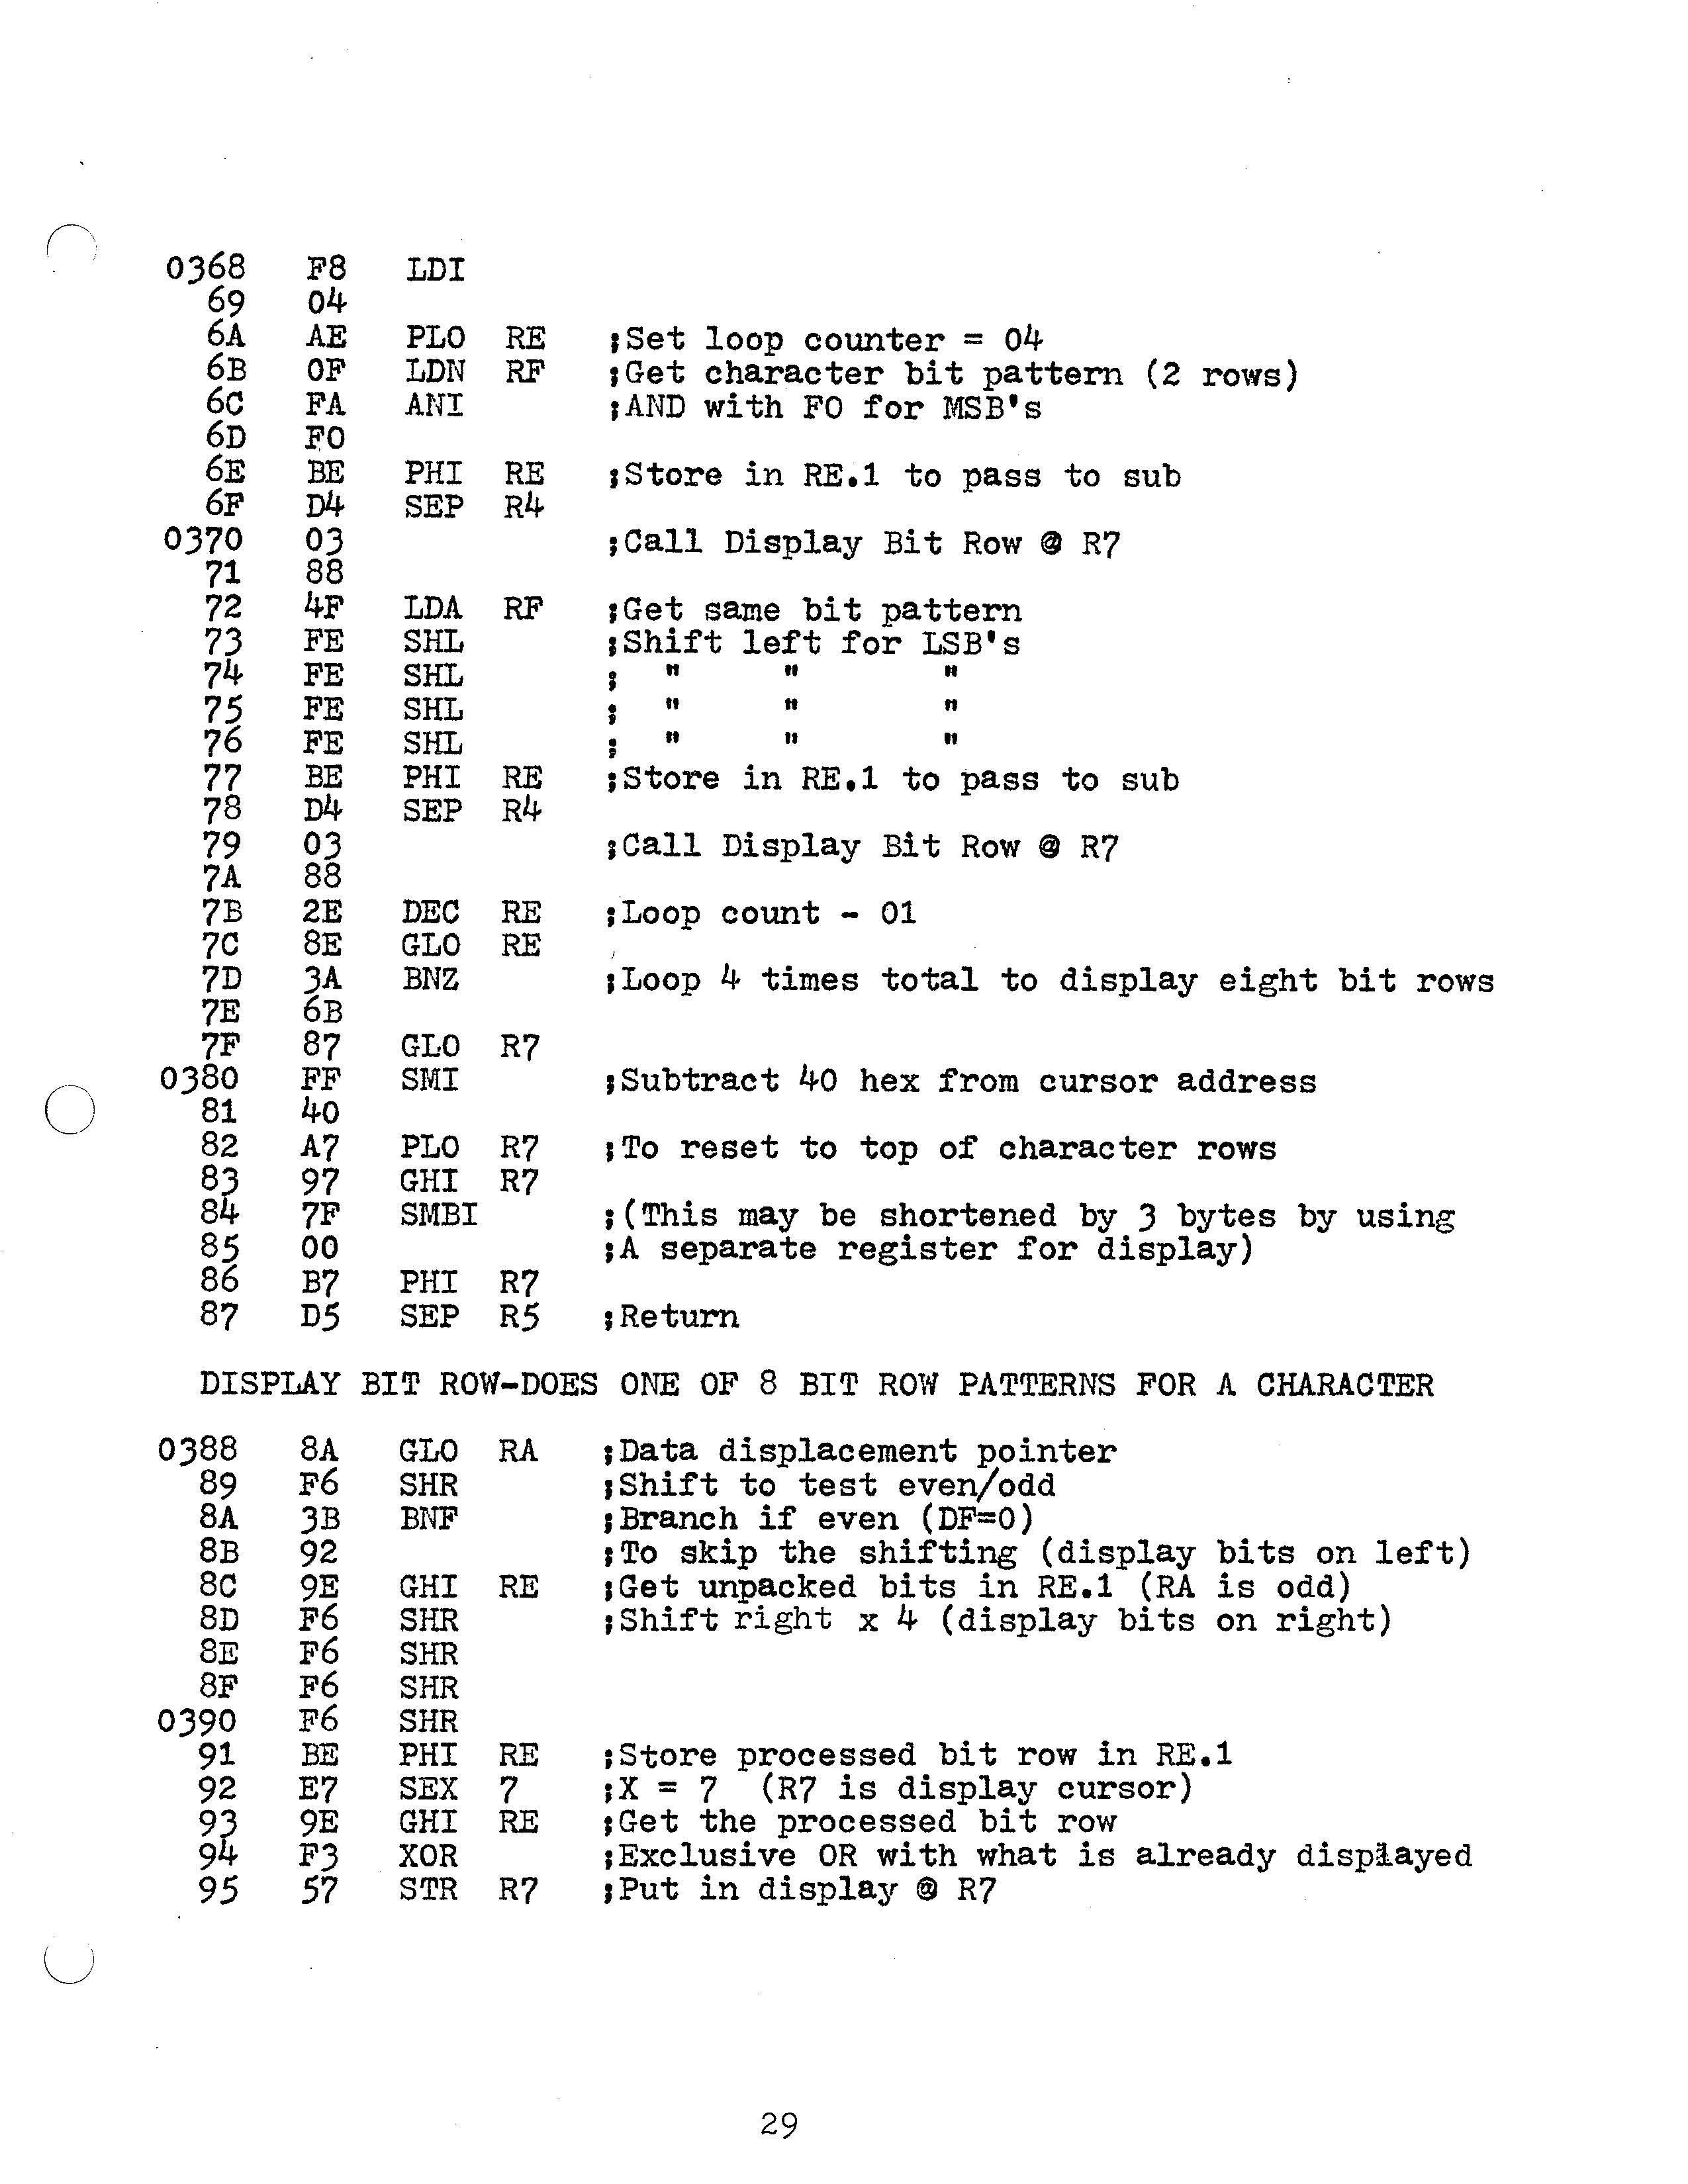 0368 F8 LDI
69 04
6A AE PLO RE ;Set loop counter = 04
6B 0F LDN RF ;Get character bit pattern (2 rows)
6C FA ANI ;AND with F0 for MSB's
6D F0
6E BE PHI RE ;Store in RE.1 to pass to sub
6F D4 SEP R4
0370 03 ;Call Display Bit Row @ R7
71 88
72 4F LDA RF ;Get same bit pattern
73 FE SHL ;Shift left for LSB's
74 FE SHL ; " " "
75 FE SHL ; " " "
76 FE SHL ; " " "
77 BE PHI RE ;Store in RE.1 to pass to sub
78 D4 SEP R4
79 03 ;Call Display Bit Row @ R7
7A 88
7B 2E DEC RE ;Loop count - 01
7C 8E GLO RE
7D 3A BNZ ;Loop 4 times total to display eight bit rows
7E 6B
7F 87 GLO R7
0380 FF SMI ;Subtract 40 hex from cursor address
81 40
82 A7 PLO R7 ;To reset to top of character rows
83 97 GHI R7
84 7F SMBI ;(This may be shortened by 3 bytes by using
85 00 ;A separate register for display)
86 B7 PHI R7
87 D5 SEP R5 ;Return
DISPLAY BIT ROW-DOES ONE OF 8 BIT ROW PATTERNS FOR A CHARACTER
0388 8A GLO RA ;Data displacement pointer
89 F6 SHR ;Shift to test even/odd
8A 3B BNF ;Branch if even (DF=0)
8B 92 ;To skip the shifting (display bits on left)
8C 9E GHI RE ;Get unpacked bits in RE.1 (RA is odd)
8D F6 SHR ;Shift right x 4 (display bits on right)
8E F6 SHR
8F F6 SHR
0390 F6 SHR
91 BE PHI RE ;Store processed bit row in RE.1
92 E7 SEX 7 ;X = 7 (R7 is display cursor)
93 9E GHI RE ;Get the processed bit row
94 F3 XOR ;Exclusive OR with what is already displayed
95 57 STR R7 ;Put in display @ R7
29